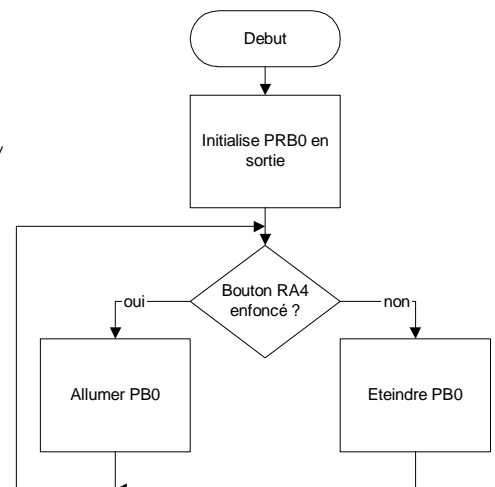 Debut
Initialise PRB0 en
sortie
Bouton RA4
enfoncé ?
oui
non
Allumer PB0
Eteindre PB0